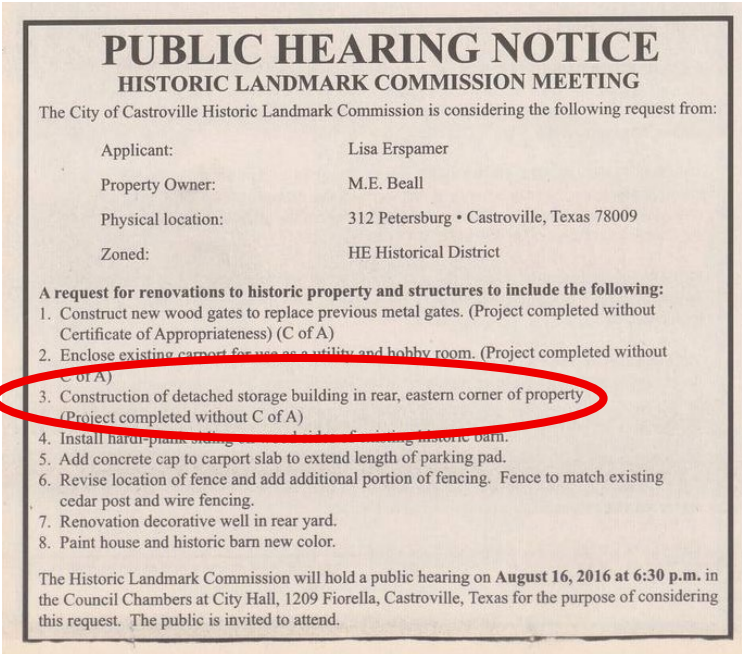 PUBLIC HEARING NOTICE
HISTORIC LANDMARK COMMISSION MEETING
The City of Castroville Historic Landmark Commission is considering the following request from:
Applicant: Lisa Erspamer
Property Owner: M.E. Beall
Physical location: 312 Petersburg • Castroville, Texas 78009
Zoned: HE Historical District
A request for renovations to historic property and structures to include the following:
1. Construct new wood gates to replace previous metal gates. (Project completed without
Certificate of Appropriateness) (C of A)
2. Enclose existing carport for use as a utility and hobby room. (Project completed without
C of A)
3. Construction of detached storage building in rear, eastern corner of property
(Project completed without C of A)
4. Install hardi-plank siding on wood sides of existing historic barn.
5. Add concrete cap to carport slab to extend length of parking pad.
6. Revise location of fence and add additional portion of fencing. Fence to match existing
cedar post and wire fencing.
7. Renovation decorative well in rear yard.
8. Paint house and historic barn new color.
The Historic Landmark Commission will hold a public hearing on August 16, 2016 at 6:30 p.m. in
the Council Chambers at City Hall, 1209 Fiorella, Castroville, Texas for the purpose of considering
this request. The public is invited to attend.